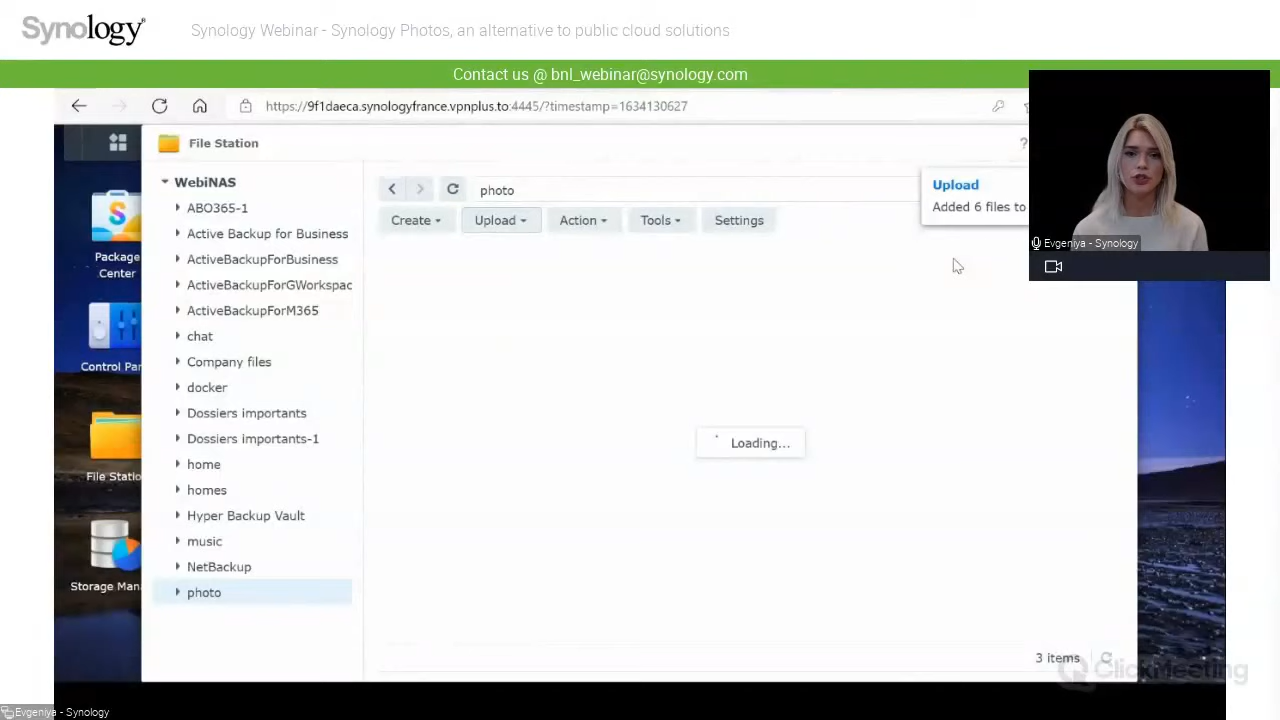 Synology
Synology Webinar - Synology Photos, an alternative to public cloud solutions
Contact us @ bnl_webinar@synology.com
https://9f1daeca.synologyfrance.vpnplus.to:4445/?timestamp=1634130627
File Station
?
WebiNAS
ABO365-1
Active Backup for Business
ActiveBackupForBusiness
ActiveBackupForGWorkspac
ActiveBackupForM365
chat
Company files
docker
Dossiers importants
Dossiers importants-1
home
homes
Hyper Backup Vault
music
NetBackup
photo
photo
Create
Upload
Action
Tools
Settings
Upload
Added 6 files to
Loading...
3 items
Package
Center
Control Par
File Statio
Storage Man
Evgeniya - Synology
ClickMeeting
Evgeniya - Synology